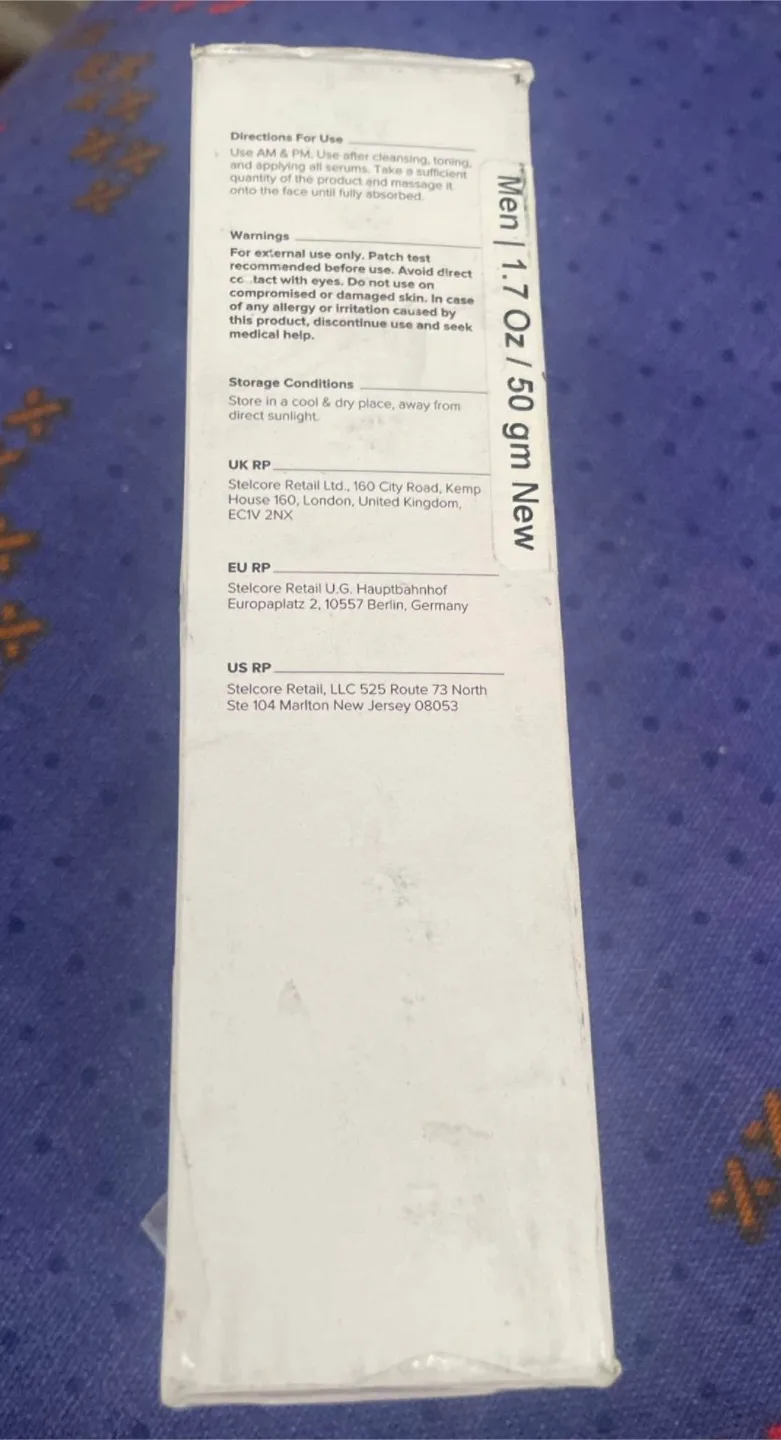 Directions For Use
Use AM & PM. Use after cleansing, toning,
and applying all serums. Take a sufficient
quantity of the product and massage it
onto the face until fully absorbed.
Warnings
For external use only. Patch test
recommended before use. Avoid direct
tact with eyes. Do not use on
compromised or damaged skin. In case
of any allergy or irritation caused by
this product, discontinue use and seek
medical help.
Storage Conditions
Store in a cool & dry place, away from
direct sunlight.
UK RP
Stelcore Retail Ltd., 160 City Road, Kemp
House 160, London, United Kingdom,
EC1V 2NX
EU RP
Stelcore Retail U.G. Hauptbahnhof
Europaplatz 2, 10557 Berlin, Germany
US RP
Stelcore Retail, LLC 525 Route 73 North
Ste 104 Marlton New Jersey 08053
Men | 1.7 Oz / 50 gm New